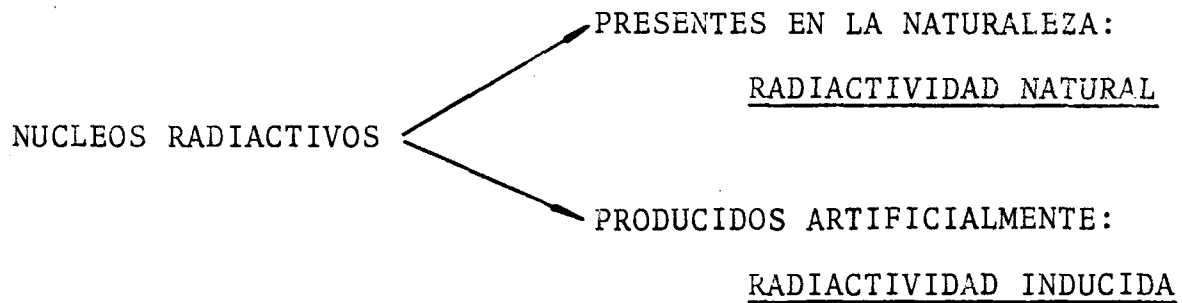 PRESENTES EN LA NATURALEZA:
RADIACTIVIDAD NATURAL
NUCLEOS RADIACTIVOS
PRODUCIDOS ARTIFICIALMENTE:
RADIACTIVIDAD INDUCIDA